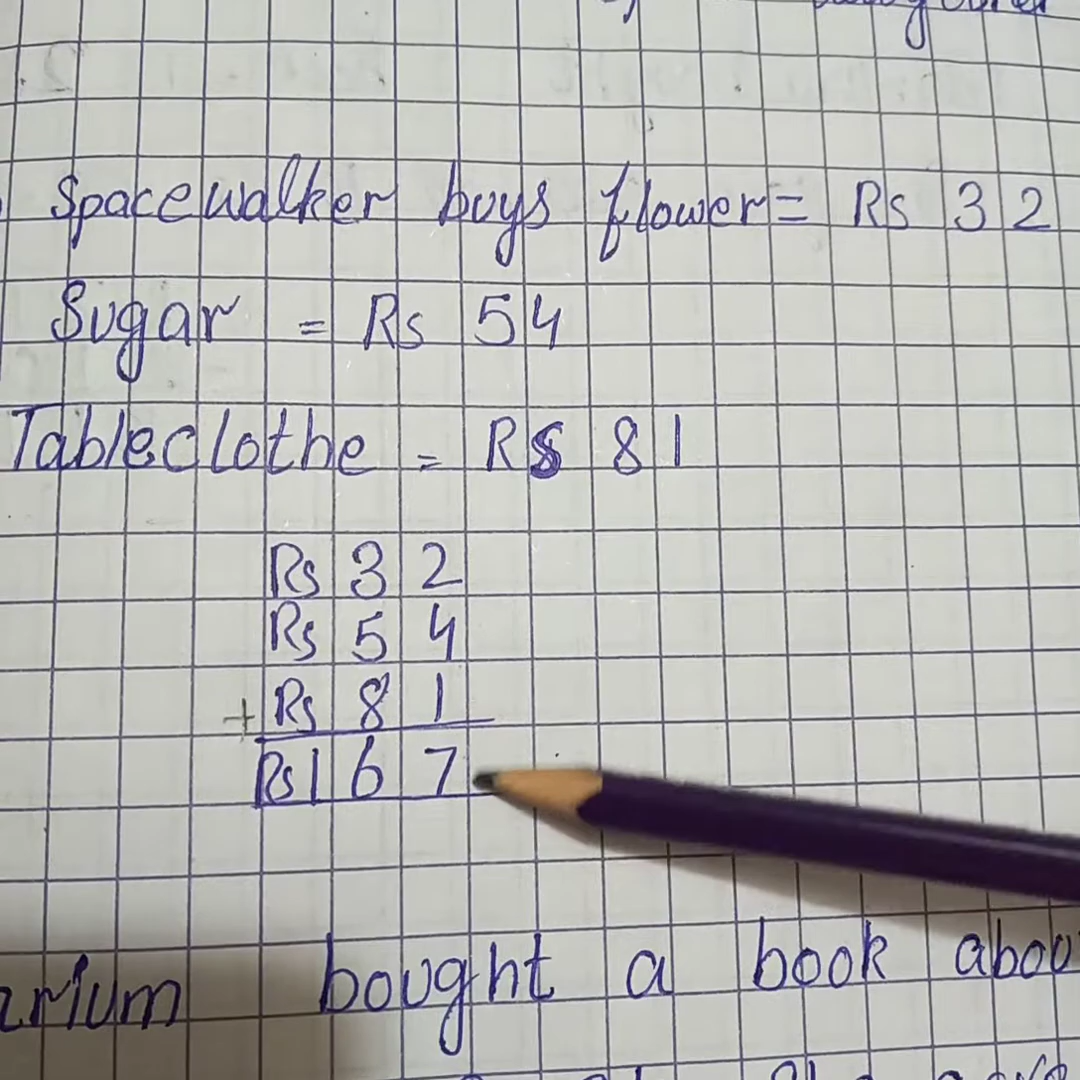 Spacewalker buys flower = Rs 32
Sugar = Rs 54
Tableclothe = Rs 81
Rs 32
Rs 54
+ Rs 81
Rs 167
bought a book